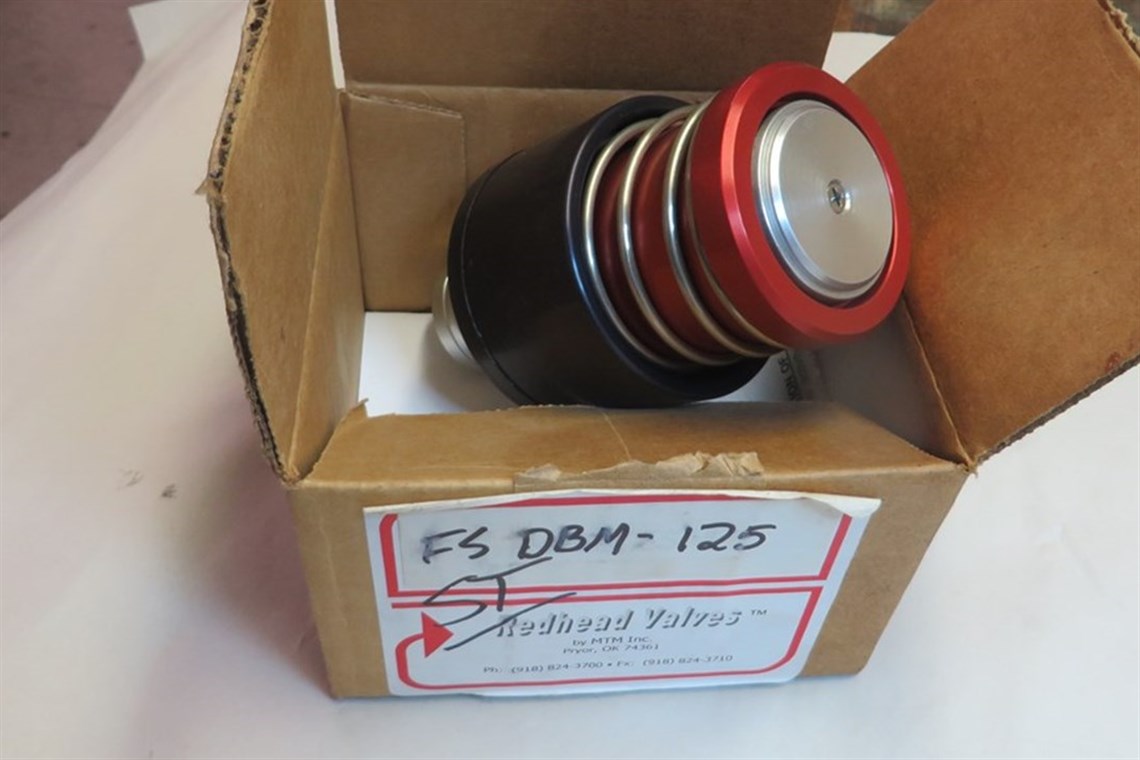 FS DBM-125
ST
Redhead Valves™
by MTM Inc.
Pryor, OK 74361
Ph: (918) 824-3700 • Fx: (918) 824-3710